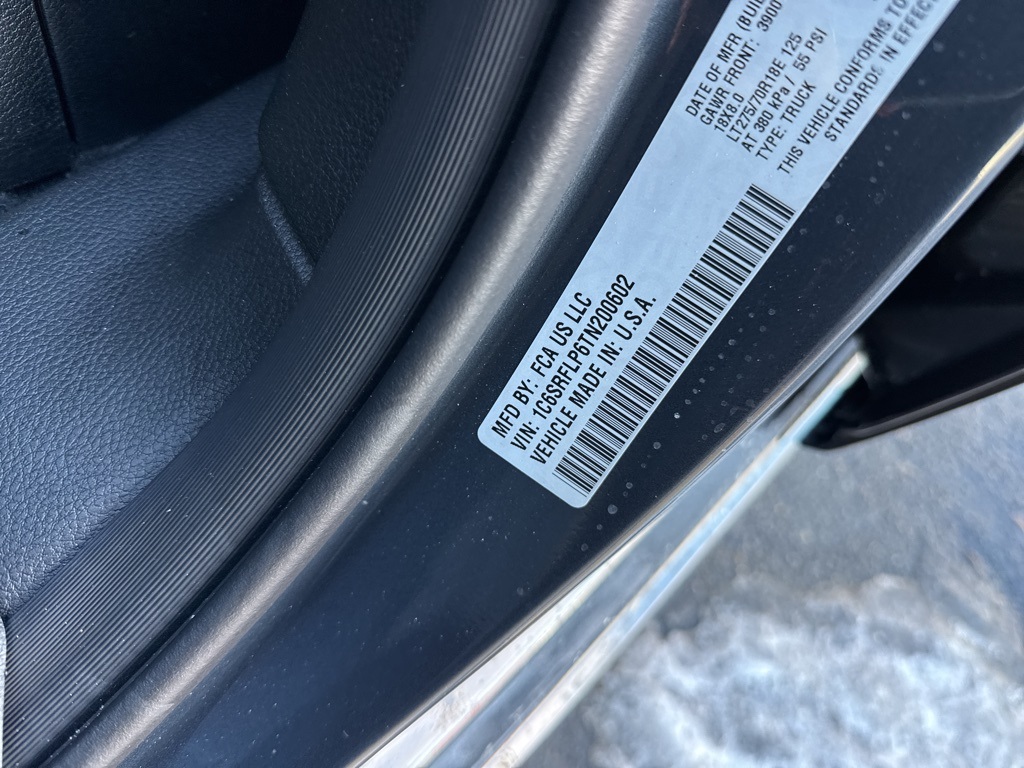 MFD BY: FCA US LLC
VIN: 1C6SRFLP6TN200602
VEHICLE MADE IN: U.S.A.
DATE OF MFR
GAWR FRONT: 3900
18X8.0
LT275/70R18E 125
AT 380 kPa / 55 PSI
TYPE: TRUCK
THIS VEHICLE CONFORMS TO
STANDARDS IN EFFECT